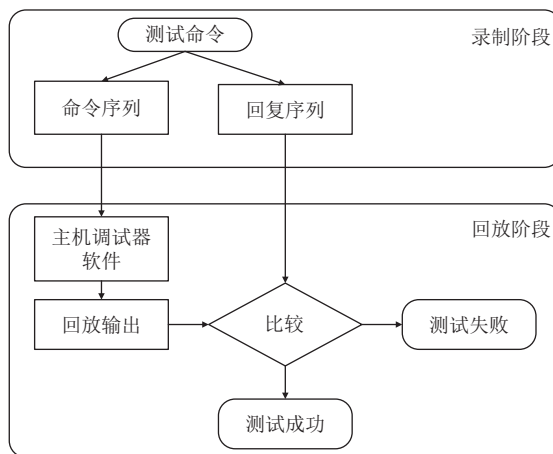 测试命令
录制阶段
命令序列
回复序列
回放阶段
主机调试器
软件
回放输出
比较
测试失败
测试成功